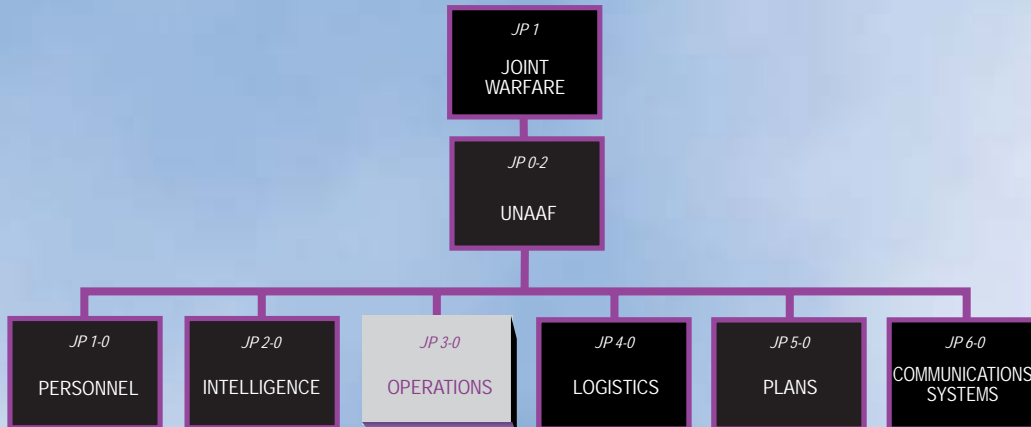 JP 1
JOINT
WARFARE
JP 0-2
UNAAF
JP 1-0
PERSONNEL
JP 2-0
INTELLIGENCE
JP 3-0
OPERATIONS
JP 4-0
LOGISTICS
JP 5-0
PLANS
JP 6-0
COMMUNICATIONS
SYSTEMS